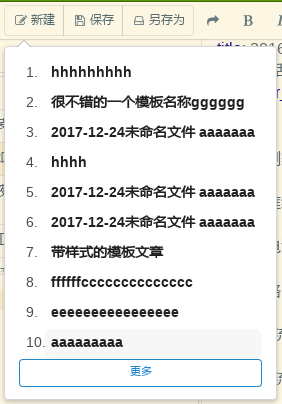 新建 保存 另存为 B
title: 2016
1. hhhhhhhhh
2. 很不错的一个模板名称gggggg
3. 2017-12-24未命名文件 aaaaaaa
4. hhhh
5. 2017-12-24未命名文件 aaaaaaa
6. 2017-12-24未命名文件 aaaaaaa
7. 带样式的模板文章
8. ffffffcccccccccccccc
9. eeeeeeeeeeeeeeee
10. aaaaaaaaa
更多